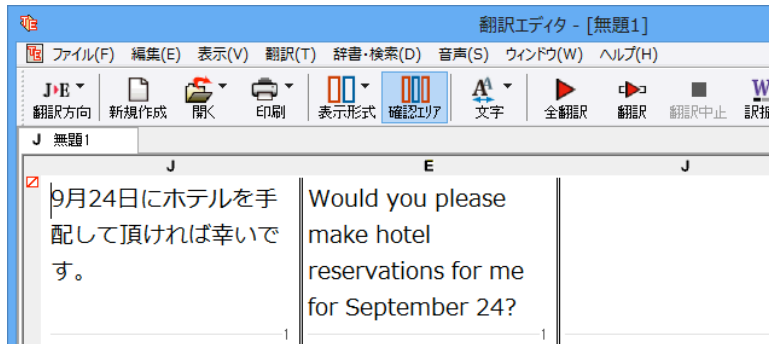 翻訳エディタ - [無題1]
ファイル(F) 編集(E) 表示(V) 翻訳(T) 辞書・検索(D) 音声(S) ウィンドウ(W) ヘルプ(H)
J▸E
翻訳方向 新規作成 開く 印刷 表示形式 確認エリア 文字 全翻訳 翻訳 翻訳中止
J 無題1
J E J
9月24日にホテルを手
配して頂ければ幸いで
す。
1
Would you please
make hotel
reservations for me
for September 24?
1